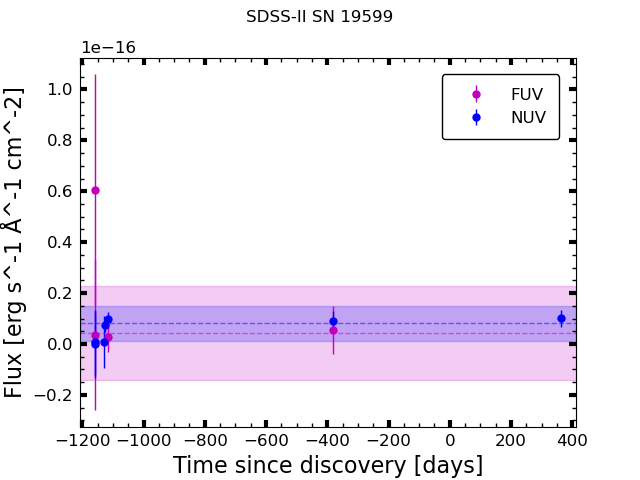 SDSS-II SN 19599
1e−16
1.0
0.8
0.6
0.4
0.2
0.0
−0.2
Flux [erg s^-1 Å^-1 cm^-2]
FUV
NUV
−1200 −1000 −800 −600 −400 −200 0 200 400
Time since discovery [days]